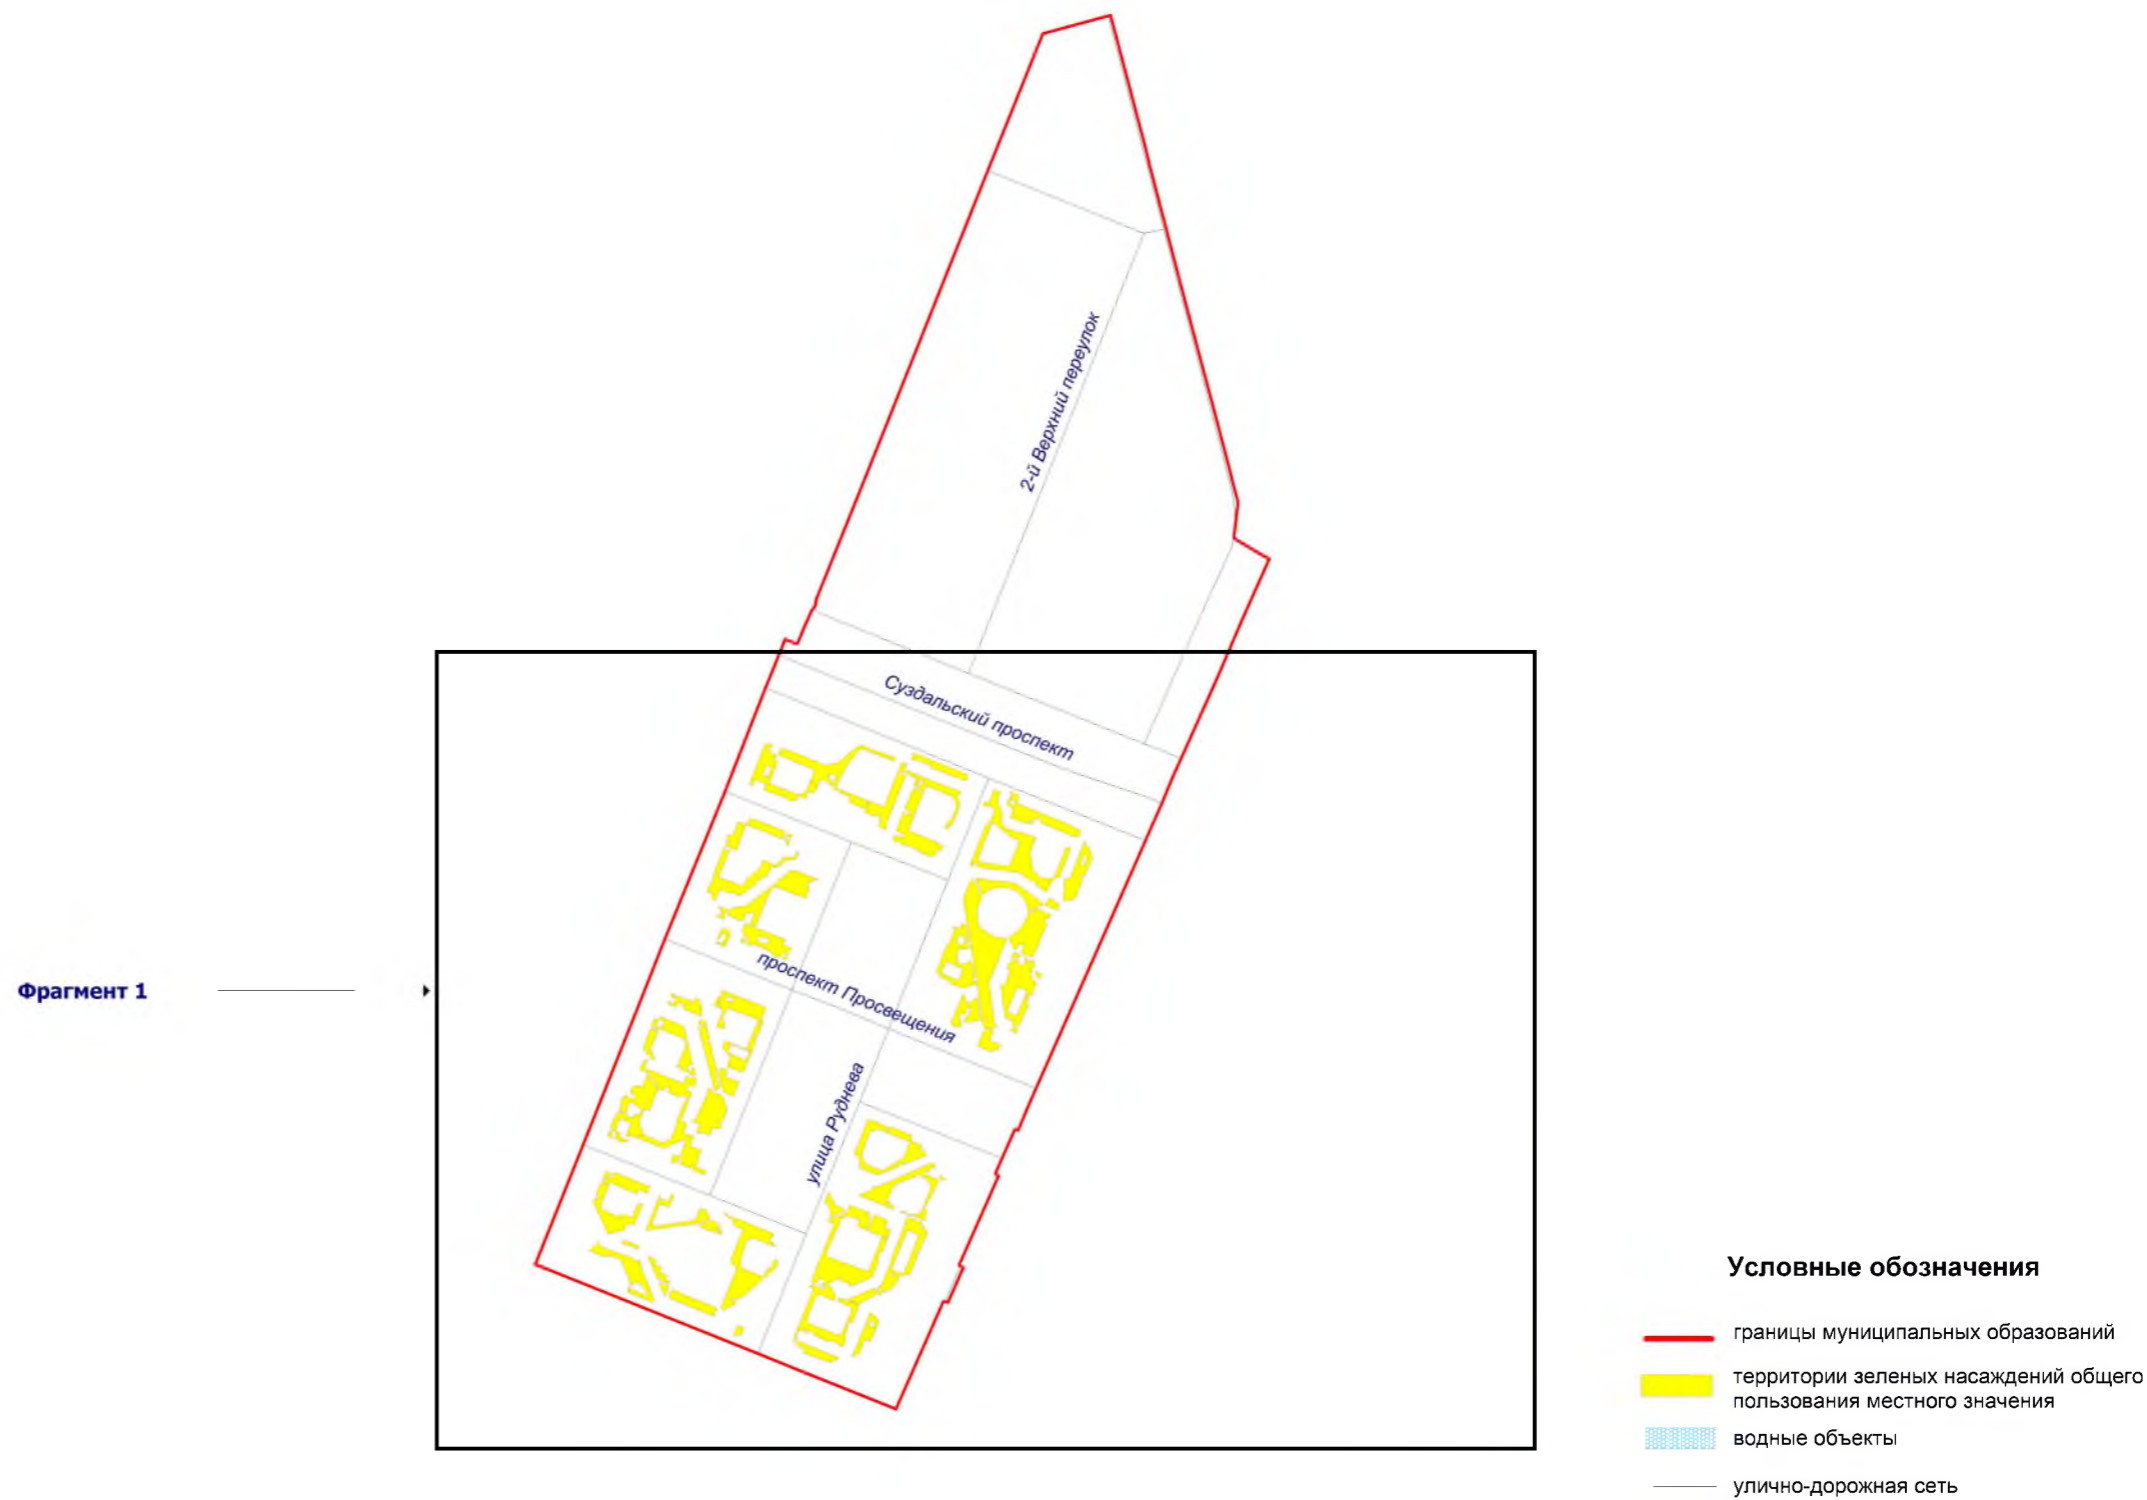 2-й Верхний переулок
Суздальский проспект
Фрагмент 1
проспект Просвещения
улица Руднева
Условные обозначения
границы муниципальных образований
территории зеленых насаждений общего
пользования местного значения
водные объекты
улично-дорожная сеть